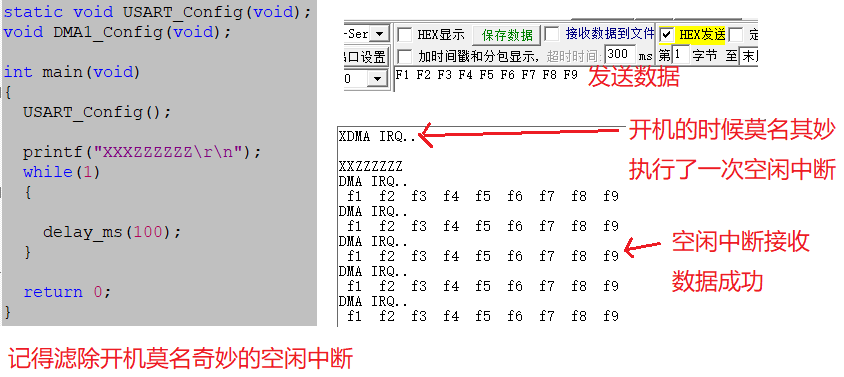 static void USART_Config(void);
void DMA1_Config(void);
int main(void)
{
USART_Config();
printf("XXXZZZZZZ\r\n");
while(1)
{
delay_ms(100);
}
return 0;
}
-Ser
HEX显示
保存数据
接收数据到文件
HEX发送
定
口设置
加时间戳和分包显示,
超时时间:
300
ms
第
1
字节
至
末
0
F1 F2 F3 F4 F5 F6 F7 F8 F9
发送数据
XDMA IRQ..
开机的时候莫名其妙
执行了一次空闲中断
XXZZZZZZ
DMA IRQ..
f1 f2 f3 f4 f5 f6 f7 f8 f9
DMA IRQ..
f1 f2 f3 f4 f5 f6 f7 f8 f9
DMA IRQ..
f1 f2 f3 f4 f5 f6 f7 f8 f9
DMA IRQ..
f1 f2 f3 f4 f5 f6 f7 f8 f9
DMA IRQ..
f1 f2 f3 f4 f5 f6 f7 f8 f9
空闲中断接收
数据成功
记得滤除开机莫名奇妙的空闲中断